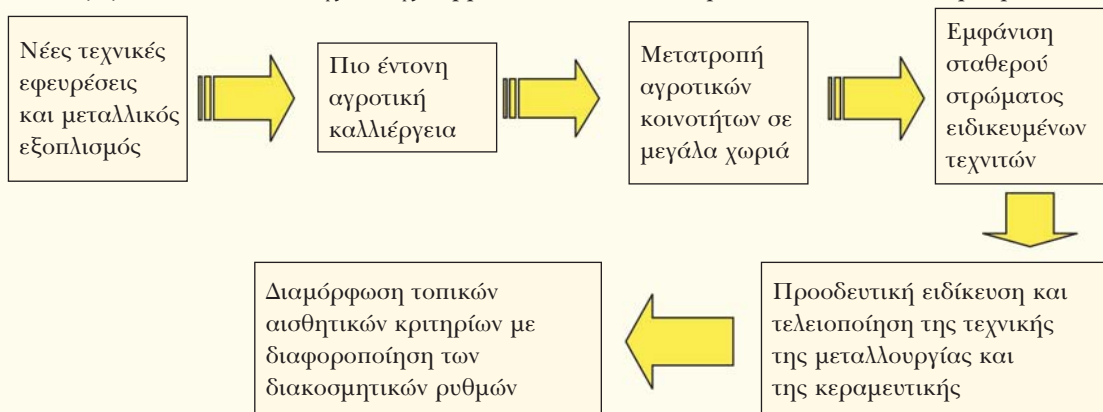 Νέες τεχνικές
εφευρέσεις
και μεταλλικός
εξοπλισμός
Πιο έντονη
αγροτική
καλλιέργεια
Μετατροπή
αγροτικών
κοινοτήτων σε
μεγάλα χωριά
Εμφάνιση
σταθερού
στρώματος
ειδικευμένων
τεχνιτών
Προοδευτική ειδίκευση και
τελειοποίηση της τεχνικής
της μεταλλουργίας και
της κεραμευτικής
Διαμόρφωση τοπικών
αισθητικών κριτηρίων με
διαφοροποίηση των
διακοσμητικών ρυθμών